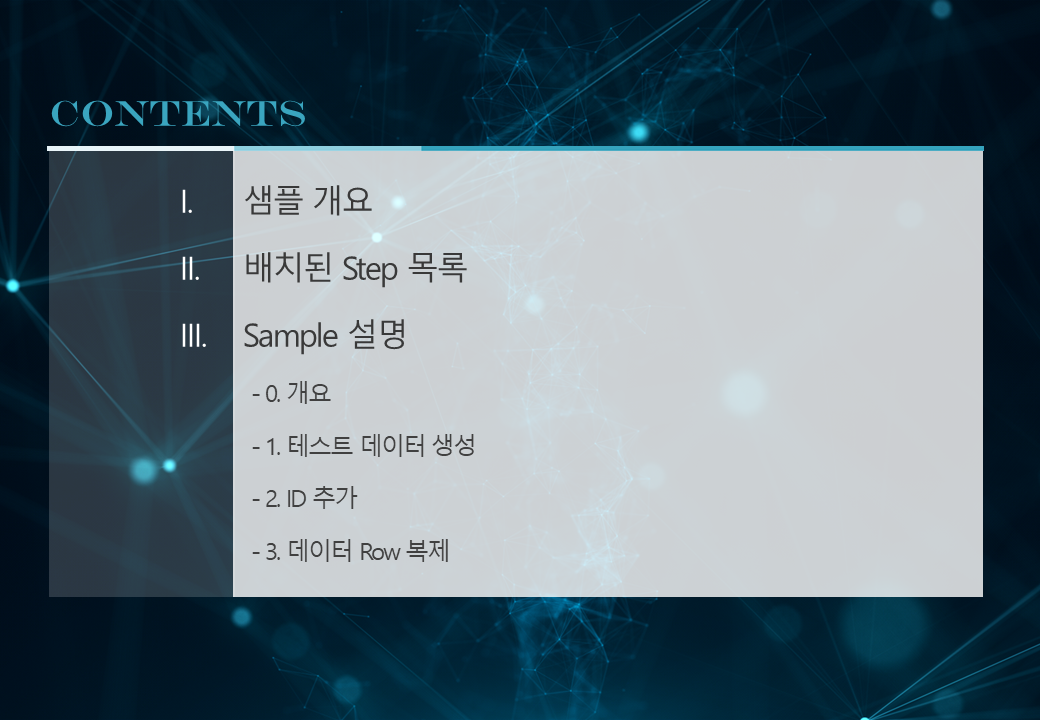 CONTENTS
I. 샘플 개요
II. 배치된 Step 목록
III. Sample 설명
- 0. 개요
- 1. 테스트 데이터 생성
- 2. ID 추가
- 3. 데이터 Row 복제